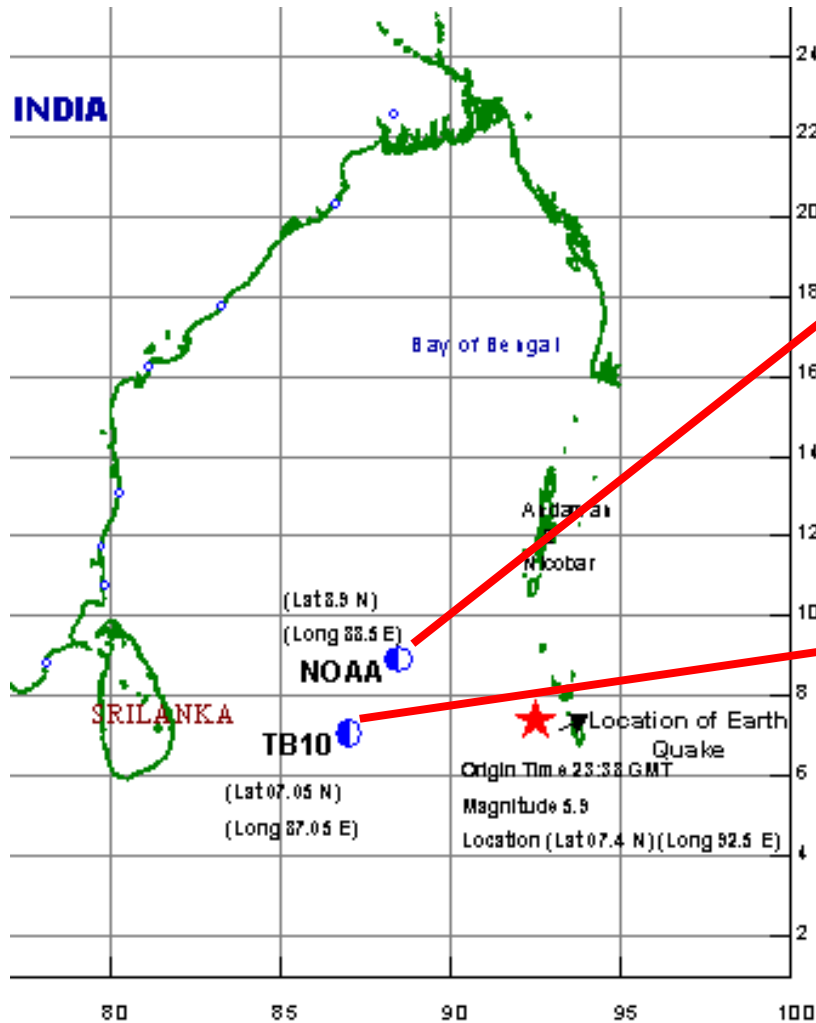 24
INDIA
22
20
18
Bay of Bengal
16
14
Andaman
12
Nicobar
(Lat 8.9 N)
10
(Long 88.5 E)
NOAA
8
SRILANKA
Location of Earth
Quake
TB10
Origin Time 23:38 GMT
6
(Lat 07.05 N)
Magnitude 5.9
(Long 87.05 E)
Location (Lat 07.4 N)(Long 92.5 E)
4
2
80 85 90 95 100